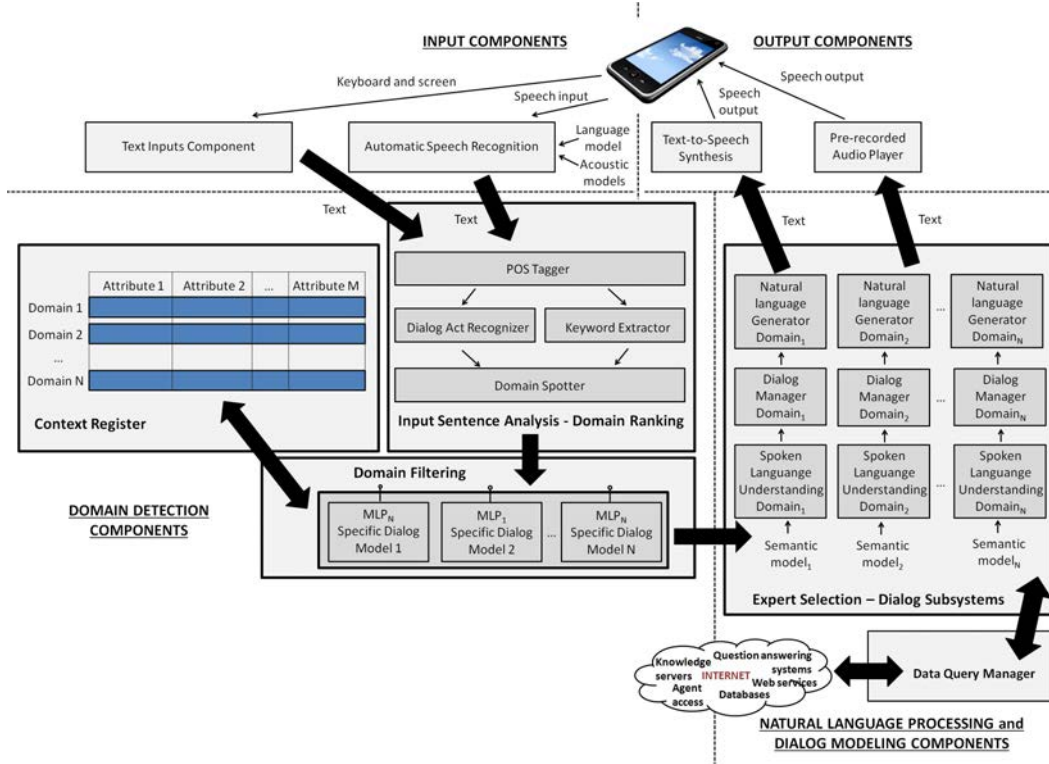 INPUT COMPONENTS
OUTPUT COMPONENTS
Keyboard and screen
Speech input
Speech
output
Speech output
Text Inputs Component
Automatic Speech Recognition
Language
model
Acoustic
models
Text-to-Speech
Synthesis
Pre-recorded
Audio Player
Text
Text
Text
Text
Attribute 1
Attribute 2
...
Attribute M
Domain 1
Domain 2
...
Domain N
Context Register
POS Tagger
Dialog Act Recognizer
Keyword Extractor
Domain Spotter
Input Sentence Analysis - Domain Ranking
DOMAIN DETECTION
COMPONENTS
Domain Filtering
MLPN
Specific Dialog
Model 1
MLP1
Specific Dialog
Model 2
...
MLPN
Specific Dialog
Model N
Natural
language
Generator
Domain1
Natural
language
Generator
Domain2
...
Natural
language
Generator
DomainN
Dialog
Manager
Domain1
Dialog
Manager
Domain2
...
Dialog
Manager
DomainN
Spoken
Languange
Understanding
Domain1
Spoken
Languange
Understanding
Domain2
...
Spoken
Languange
Understanding
DomainN
Semantic
model1
Semantic
model2
Semantic
modelN
Expert Selection – Dialog Subsystems
Knowledge
servers
Question answering
systems
INTERNET
Web services
Agent
access
Databases
Data Query Manager
NATURAL LANGUAGE PROCESSING and
DIALOG MODELING COMPONENTS